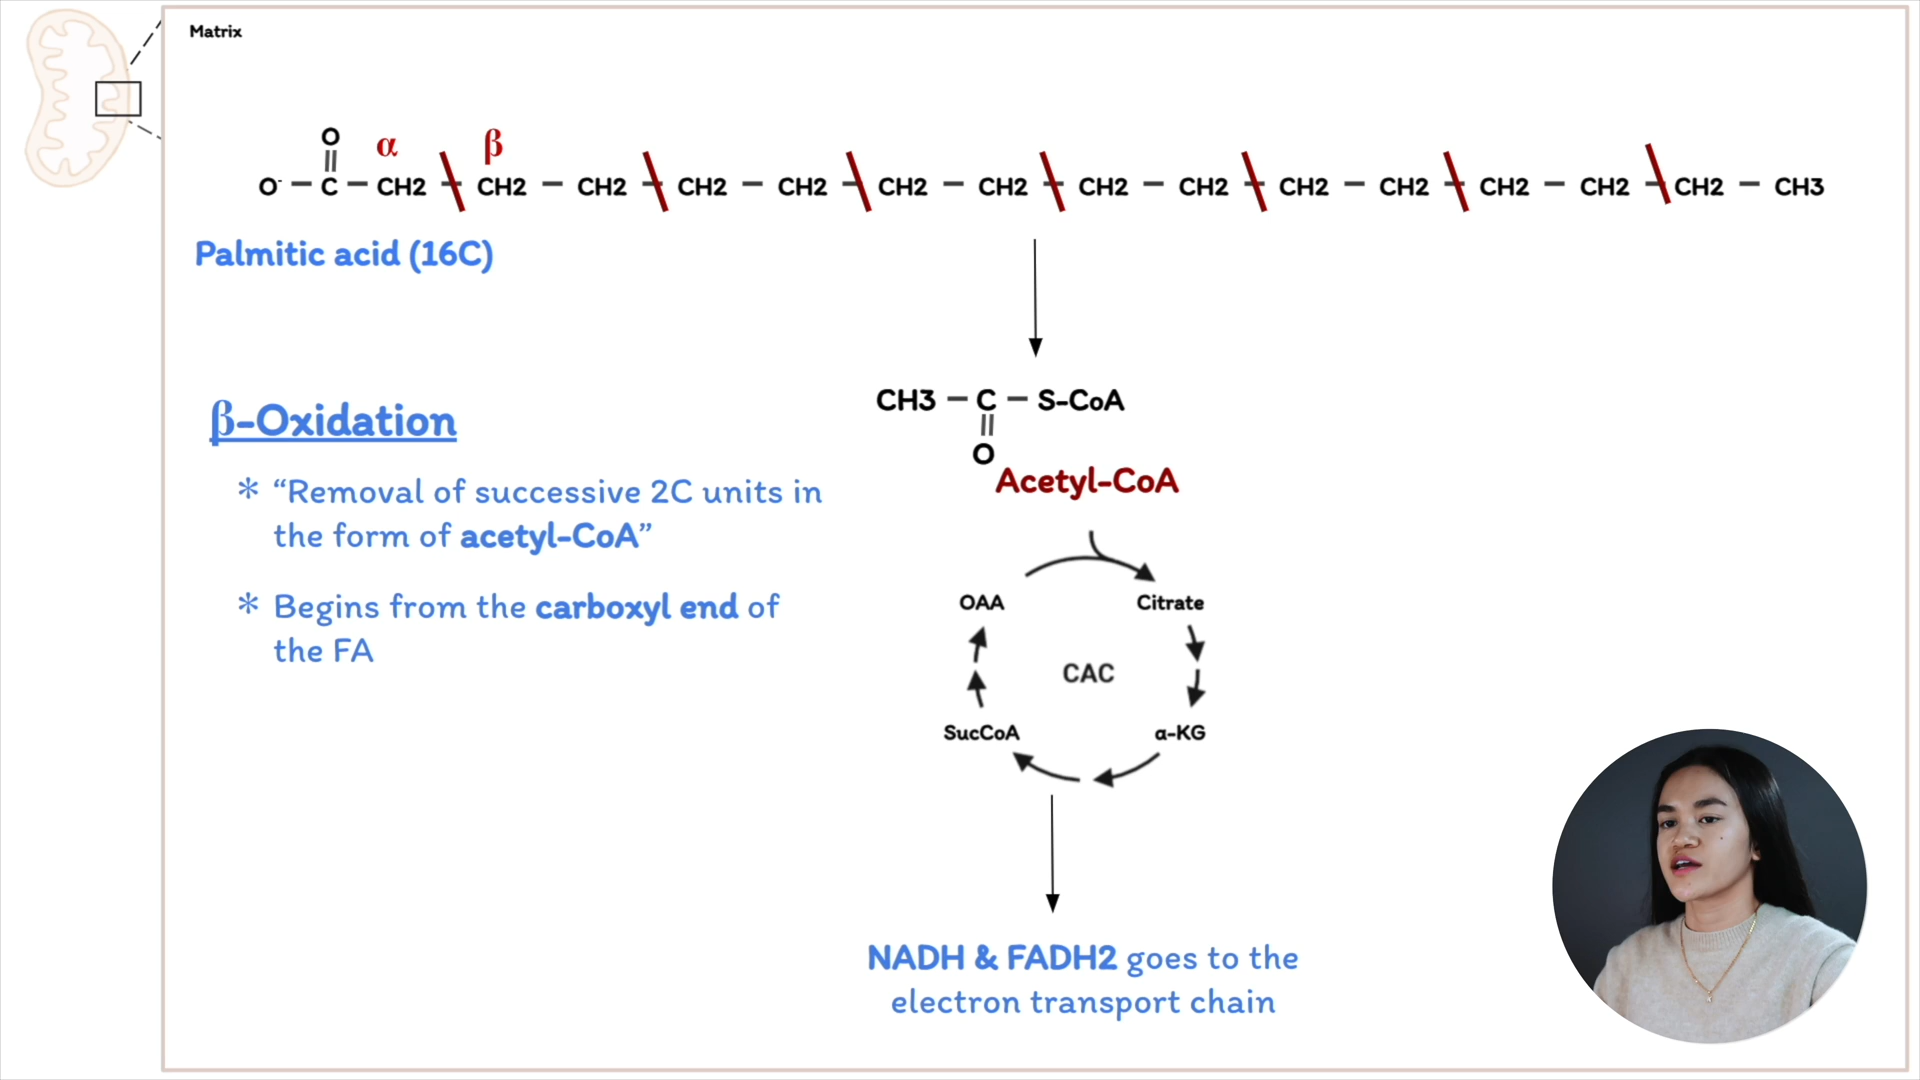 Matrix
O
α β
O⁻ — C — CH2 — CH2 — CH2 — CH2 — CH2 — CH2 — CH2 — CH2 — CH2 — CH2 — CH2 — CH2 — CH2 — CH2 — CH3
Palmitic acid (16C)
CH3 — C — S-CoA
O
Acetyl-CoA
β-Oxidation
* “Removal of successive 2C units in
the form of acetyl-CoA”
* Begins from the carboxyl end of
the FA
OAA Citrate
CAC
SucCoA α-KG
NADH & FADH2 goes to the
electron transport chain